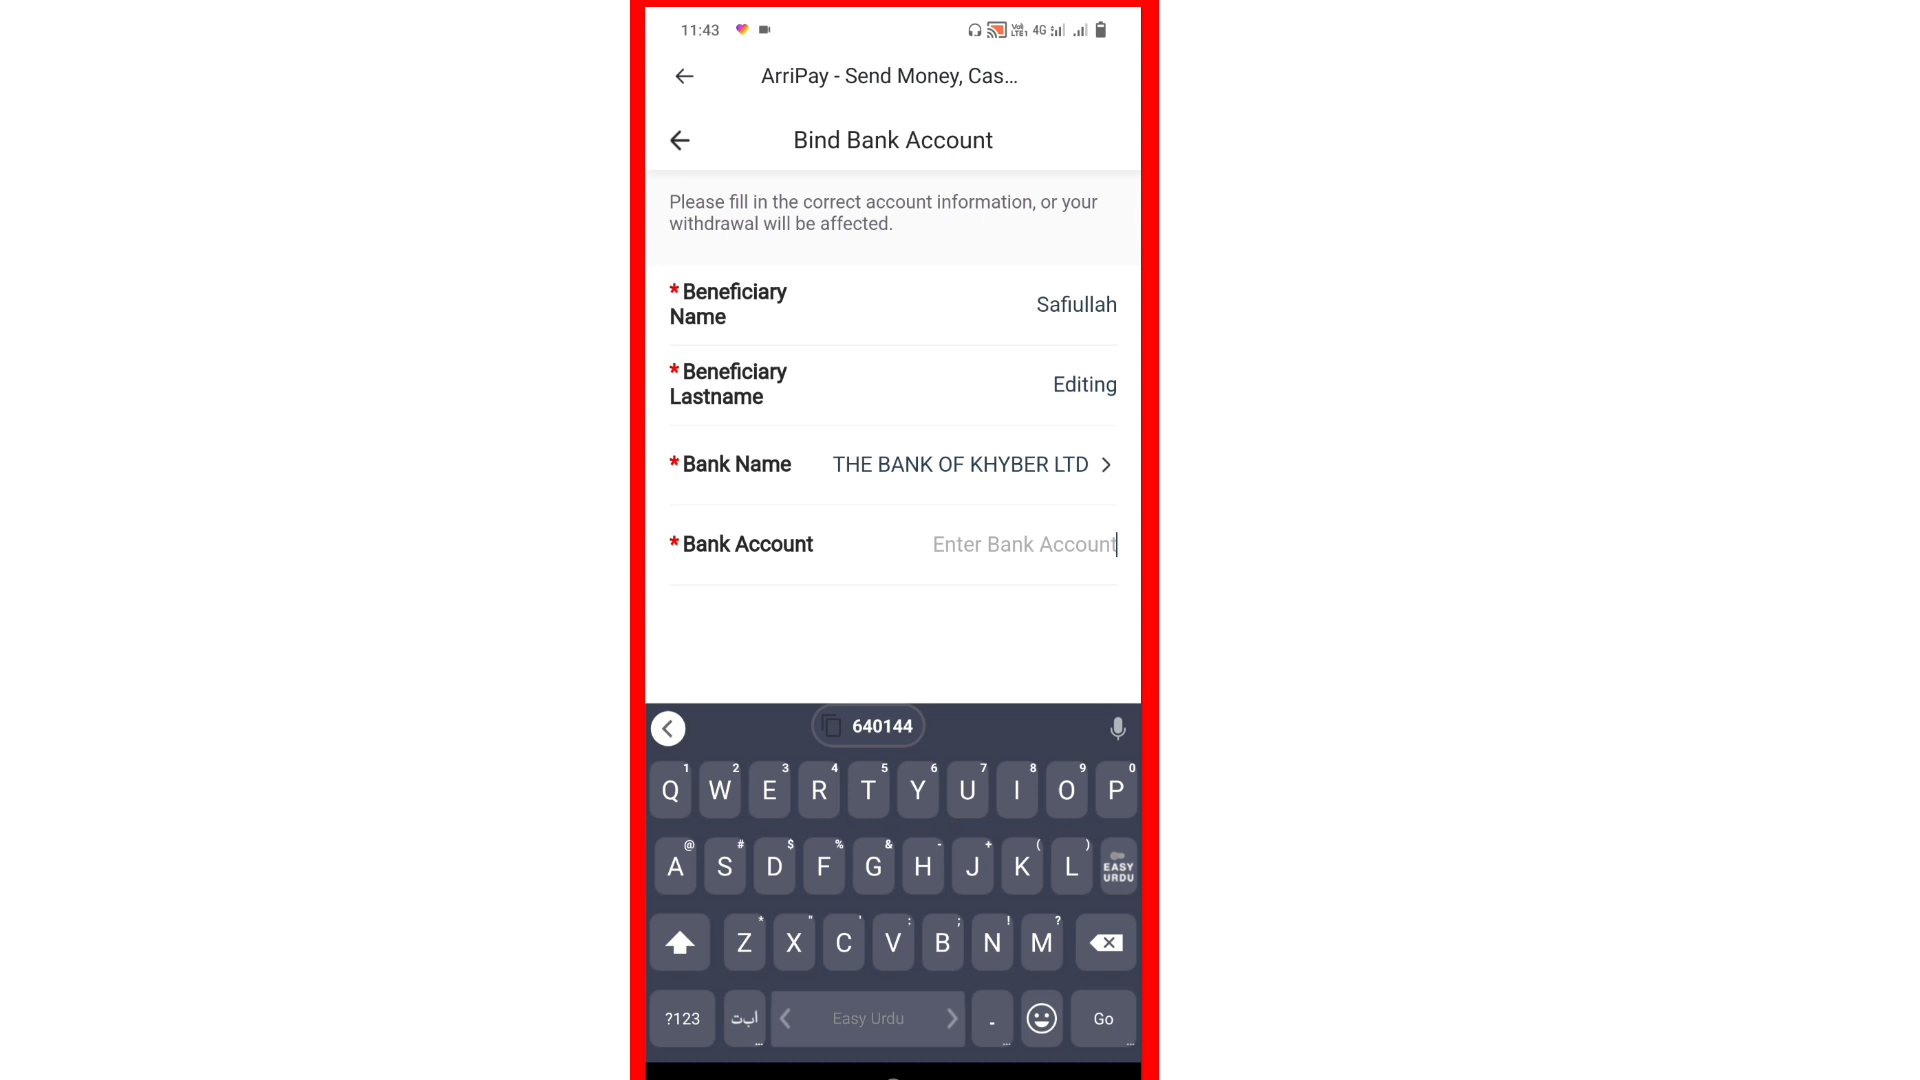 11:43
VoLTE1 4G
ArriPay - Send Money, Cas...
Bind Bank Account
Please fill in the correct account information, or your
withdrawal will be affected.
* Beneficiary
Name
Safiullah
* Beneficiary
Lastname
Editing
* Bank Name THE BANK OF KHYBER LTD
* Bank Account Enter Bank Account
640144
1 2 3 4 5 6 7 8 9 0
Q W E R T Y U I O P
@ # $ % & - + ( )
A S D F G H J K L EASY URDU
* " ' : ; ! ?
Z X C V B N M
?123 ابت Easy Urdu - Go